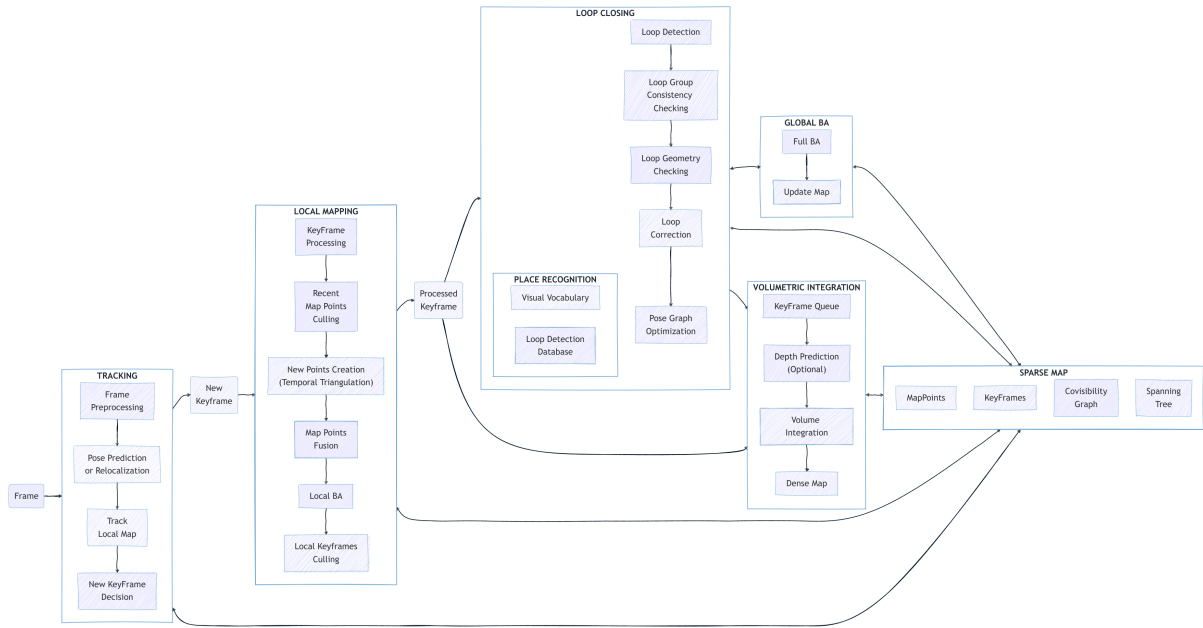 Frame
TRACKING
Frame
Preprocessing
Pose Prediction
or Relocalization
Track
Local Map
New KeyFrame
Decision
New
Keyframe
LOCAL MAPPING
KeyFrame
Processing
Recent
Map Points
Culling
New Points Creation
(Temporal Triangulation)
Map Points
Fusion
Local BA
Local Keyframes
Culling
Processed
Keyframe
LOOP CLOSING
Loop Detection
Loop Group
Consistency
Checking
Loop Geometry
Checking
Loop
Correction
Pose Graph
Optimization
PLACE RECOGNITION
Visual Vocabulary
Loop Detection
Database
GLOBAL BA
Full BA
Update Map
VOLUMETRIC INTEGRATION
KeyFrame Queue
Depth Prediction
(Optional)
Volume
Integration
Dense Map
SPARSE MAP
MapPoints
KeyFrames
Covisibility
Graph
Spanning
Tree